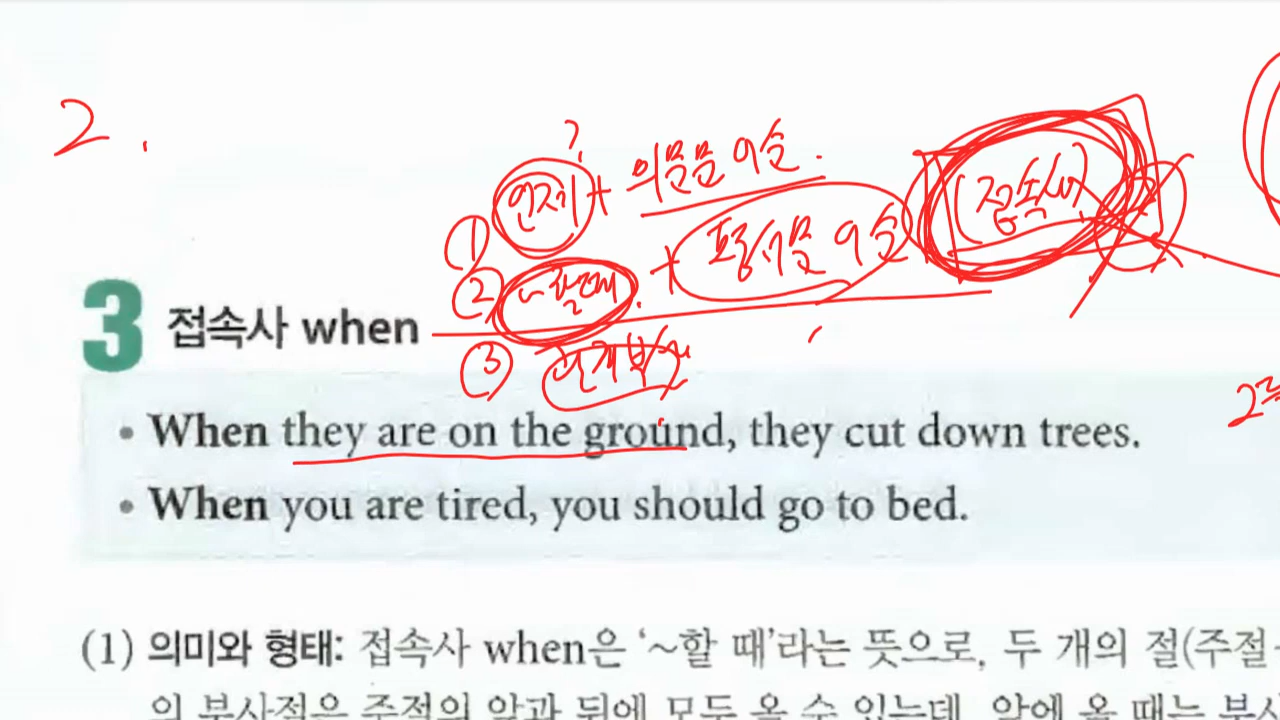 2.
① 언제? + 의문문 어순.
② ~할때. + 평서문 어순 (접속사)
3 접속사 when
③ 관계부사
• When they are on the ground, they cut down trees.
• When you are tired, you should go to bed.
(1) 의미와 형태: 접속사 when은 ‘~할 때’라는 뜻으로, 두 개의 절(주절
의 부사절은 주절의 앞과 뒤에 모두 올 수 있는데, 앞에 올 때는 부사